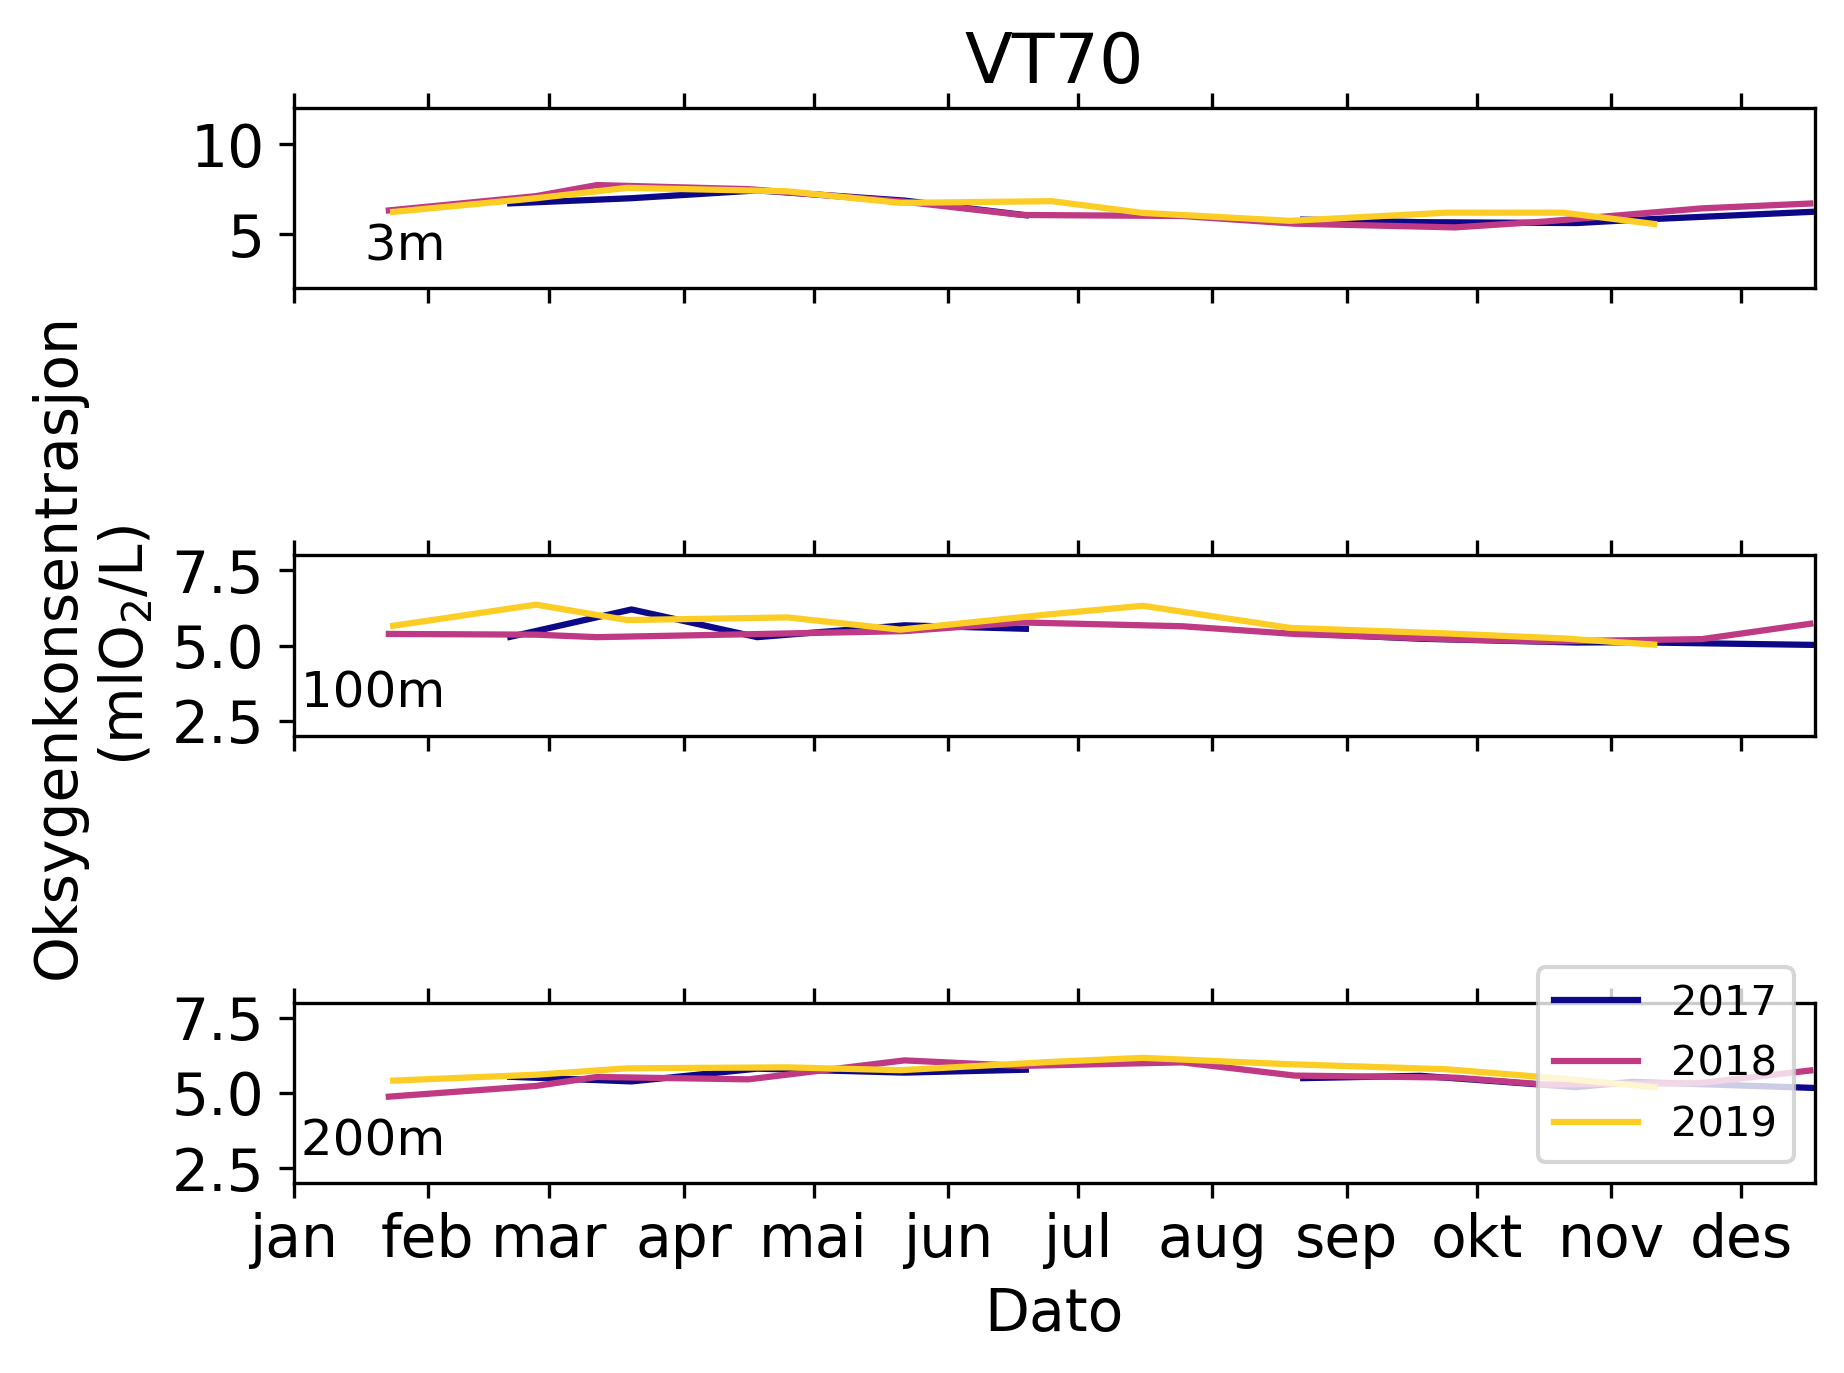 VT70
10
5
3m
Oksygenkonsentrasjon
(mlO₂/L)
7.5
5.0
2.5
100m
7.5
5.0
2.5
200m
2017
2018
2019
jan feb mar apr mai jun jul aug sep okt nov des
Dato